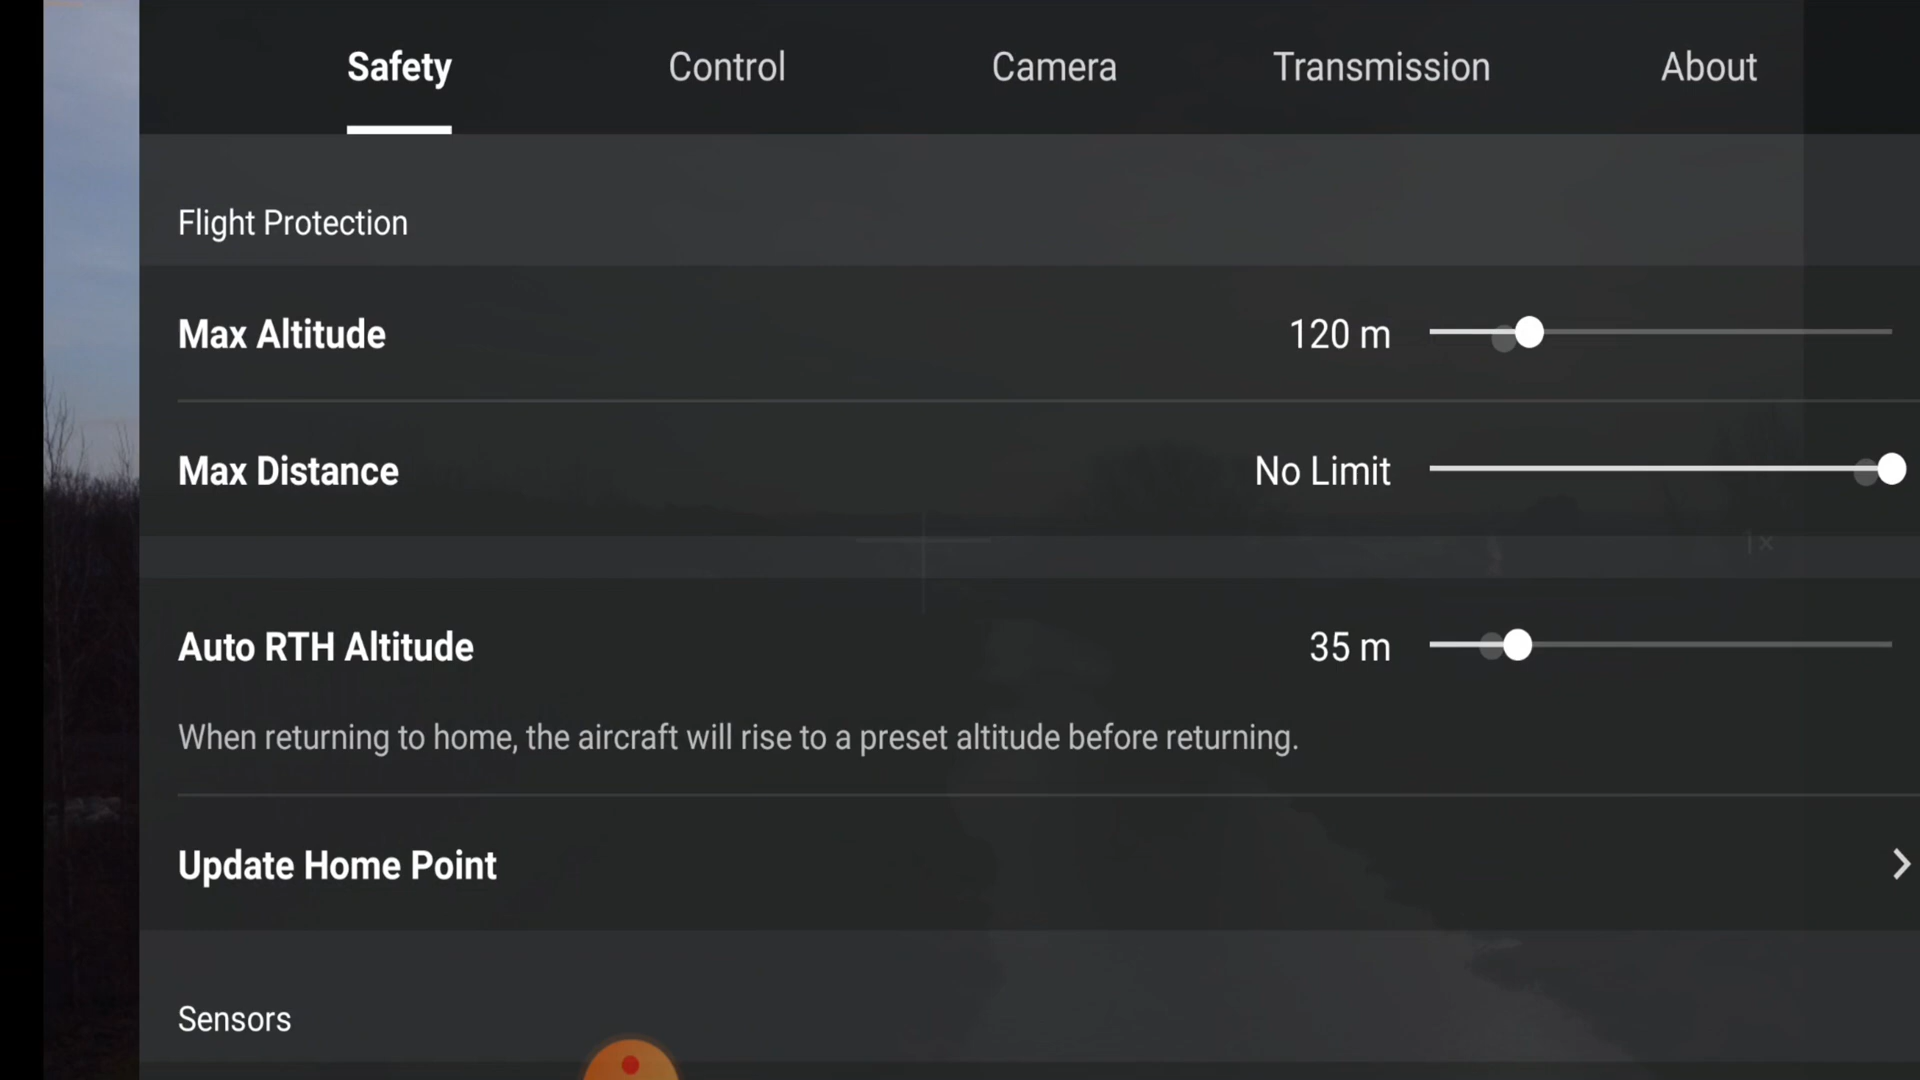 Safety Control Camera Transmission About
Flight Protection
Max Altitude 120 m
Max Distance No Limit
1×
Auto RTH Altitude 35 m
When returning to home, the aircraft will rise to a preset altitude before returning.
Update Home Point
Sensors